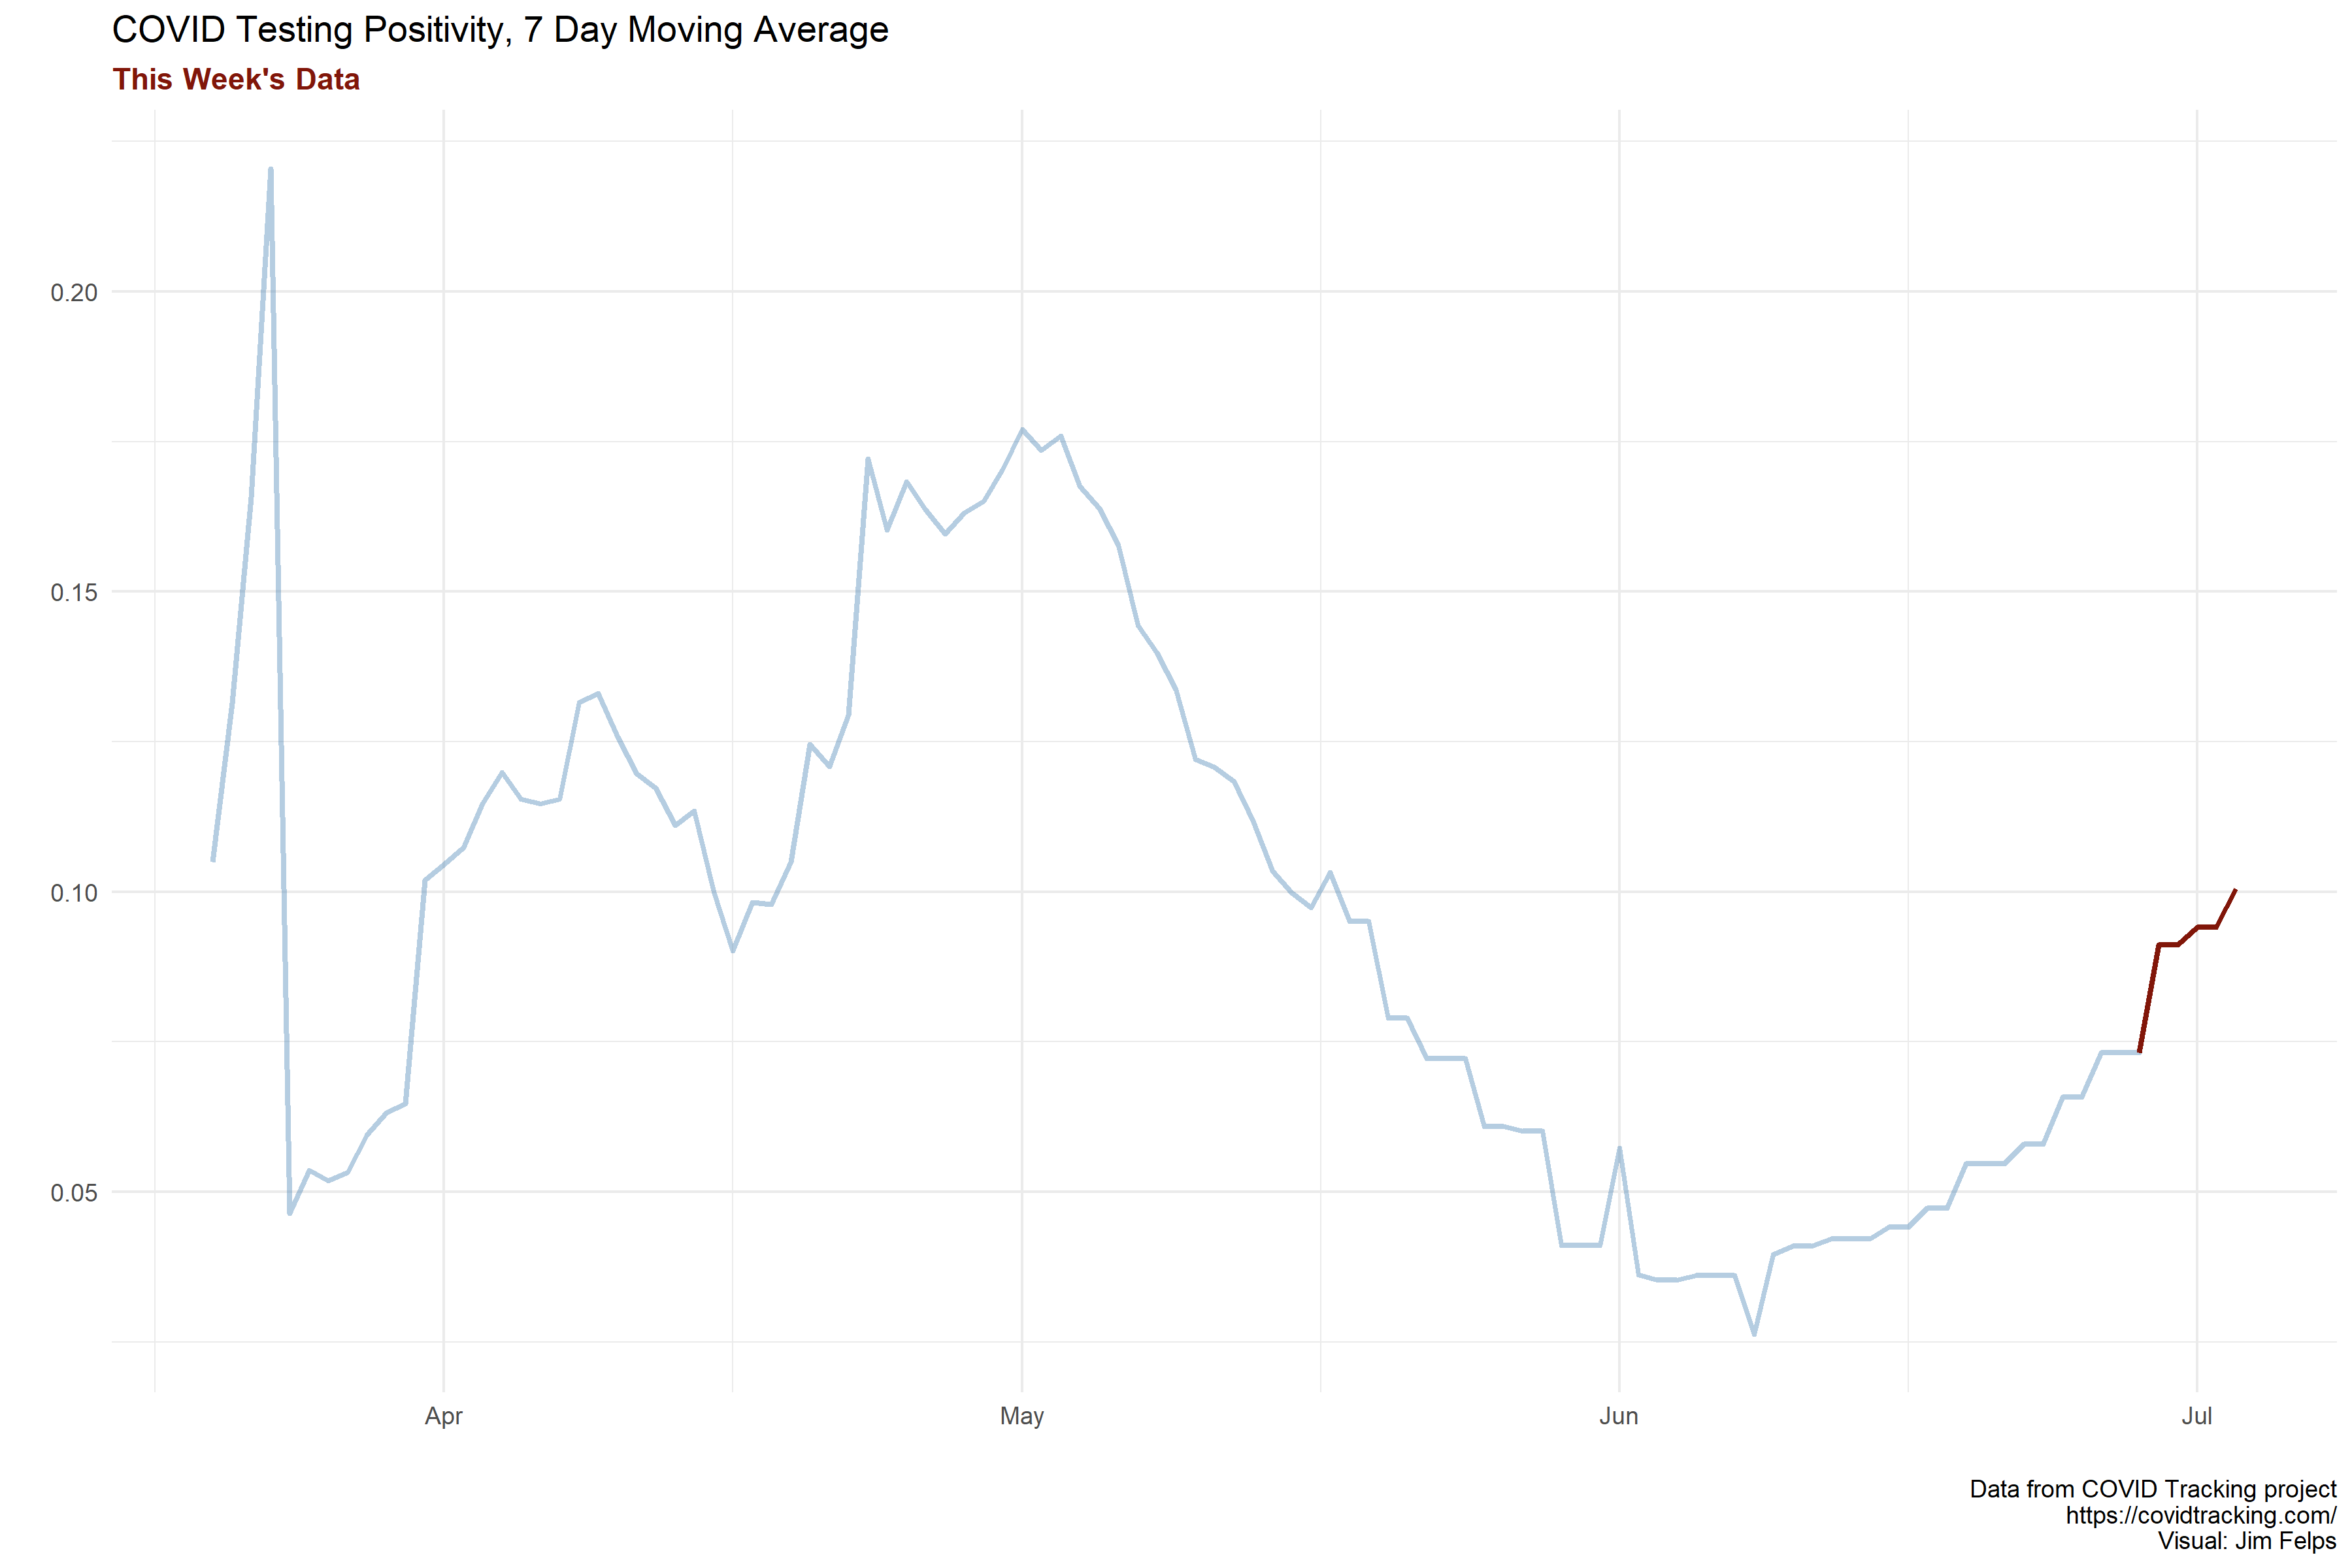 COVID Testing Positivity, 7 Day Moving Average
This Week's Data
0.20
0.15
0.10
0.05
Apr May Jun Jul
Data from COVID Tracking project
https://covidtracking.com/
Visual: Jim Felps